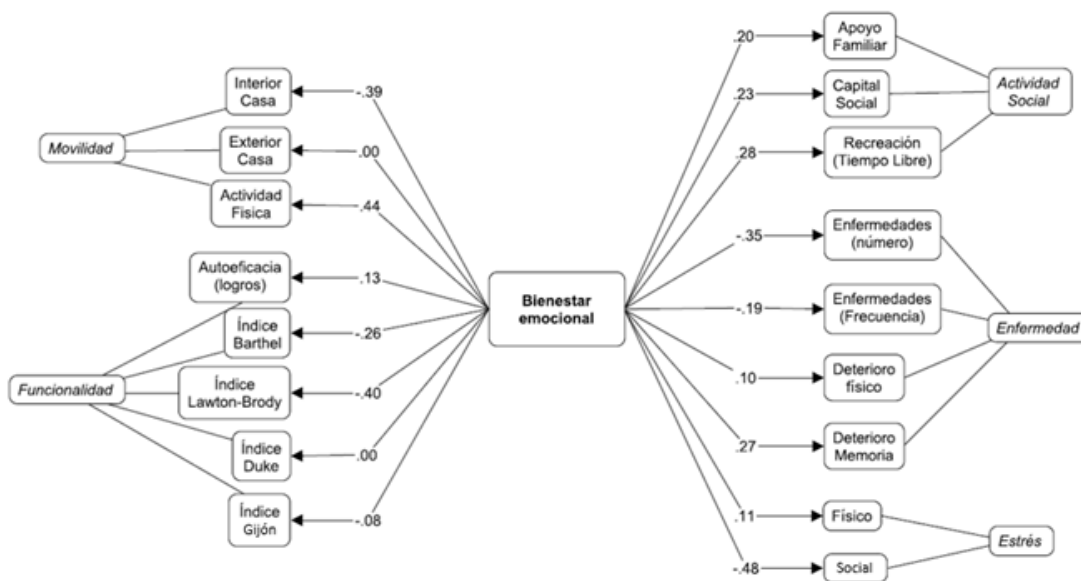 Interior
Casa
-.39
Movilidad
Exterior
Casa
.00
Actividad
Fisica
.44
Autoeficacia
(logros)
.13
Índice
Barthel
-.26
Funcionalidad
Índice
Lawton-Brody
-.40
Índice
Duke
.00
Índice
Gijón
-.08
Bienestar
emocional
.20
Apoyo
Familiar
.23
Capital
Social
Actividad
Social
.28
Recreación
(Tiempo Libre)
-.35
Enfermedades
(número)
-.19
Enfermedades
(Frecuencia)
Enfermedad
.10
Deterioro
físico
.27
Deterioro
Memoria
.11
Físico
Estrés
-.48
Social